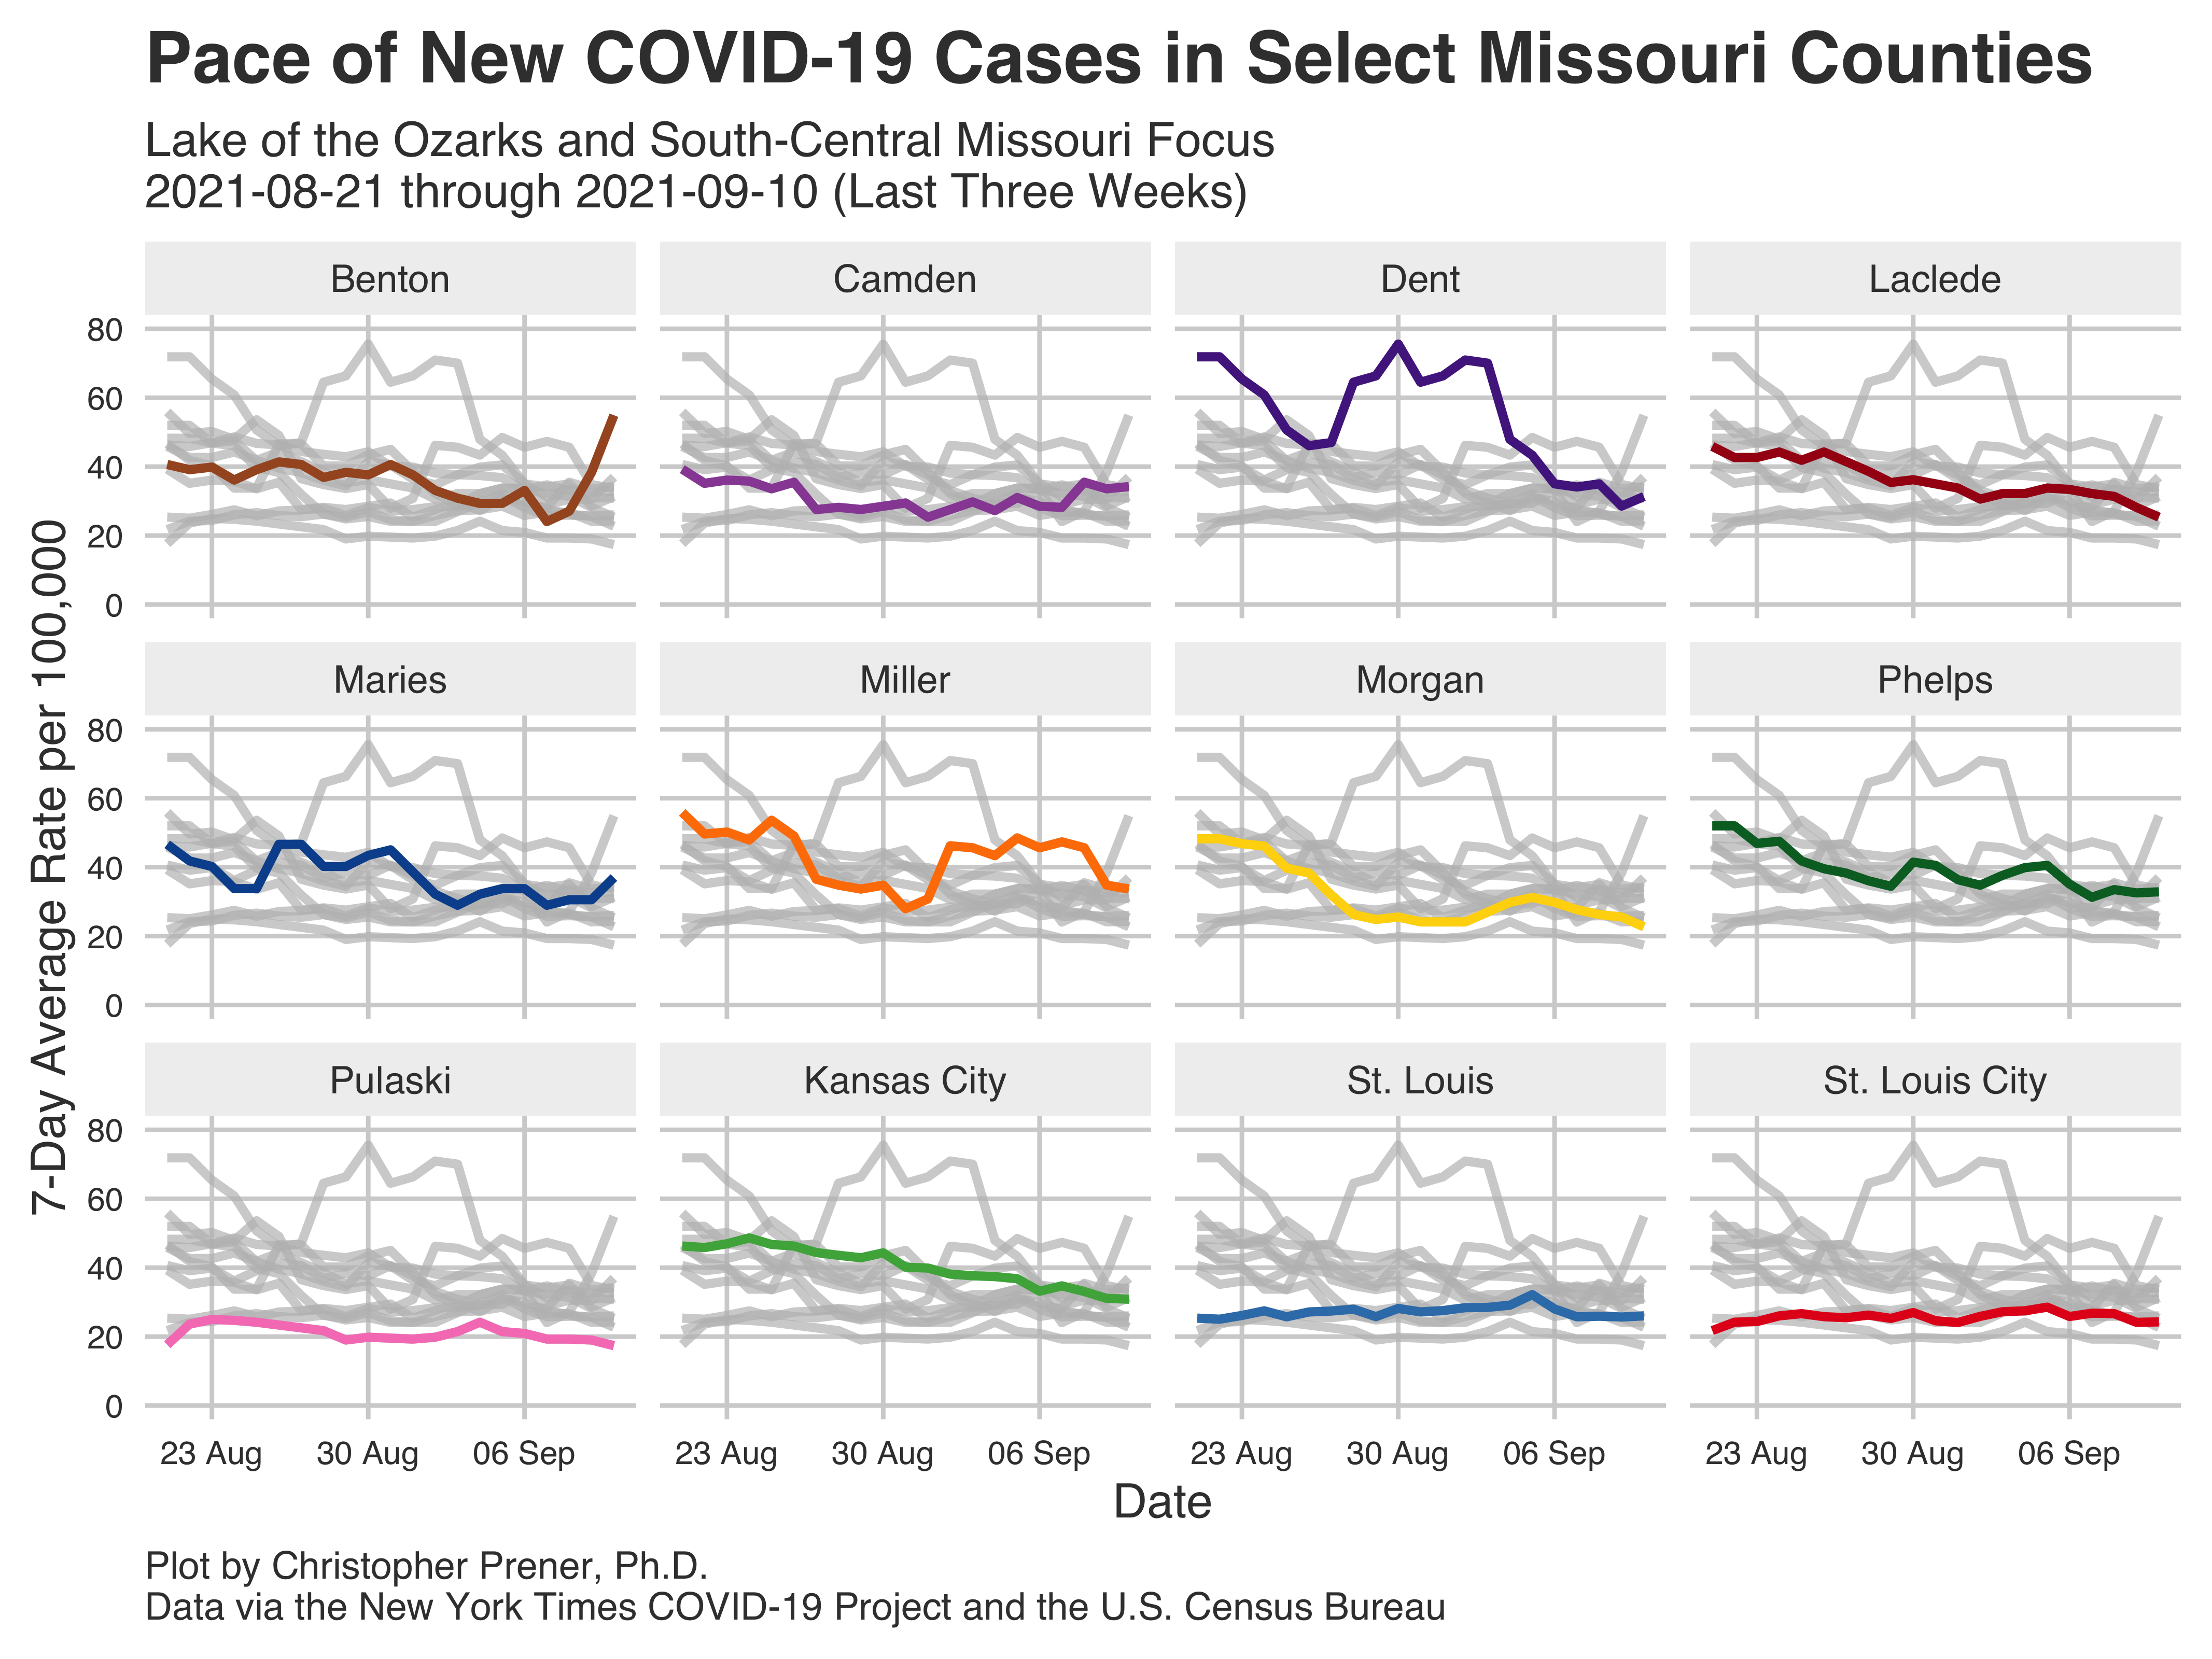 Pace of New COVID-19 Cases in Select Missouri Counties
Lake of the Ozarks and South-Central Missouri Focus
2021-08-21 through 2021-09-10 (Last Three Weeks)
7-Day Average Rate per 100,000
Benton
Camden
Dent
Laclede
80
60
40
20
0
Maries
Miller
Morgan
Phelps
80
60
40
20
0
Pulaski
Kansas City
St. Louis
St. Louis City
80
60
40
20
0
23 Aug
30 Aug
06 Sep
23 Aug
30 Aug
06 Sep
23 Aug
30 Aug
06 Sep
23 Aug
30 Aug
06 Sep
Date
Plot by Christopher Prener, Ph.D.
Data via the New York Times COVID-19 Project and the U.S. Census Bureau